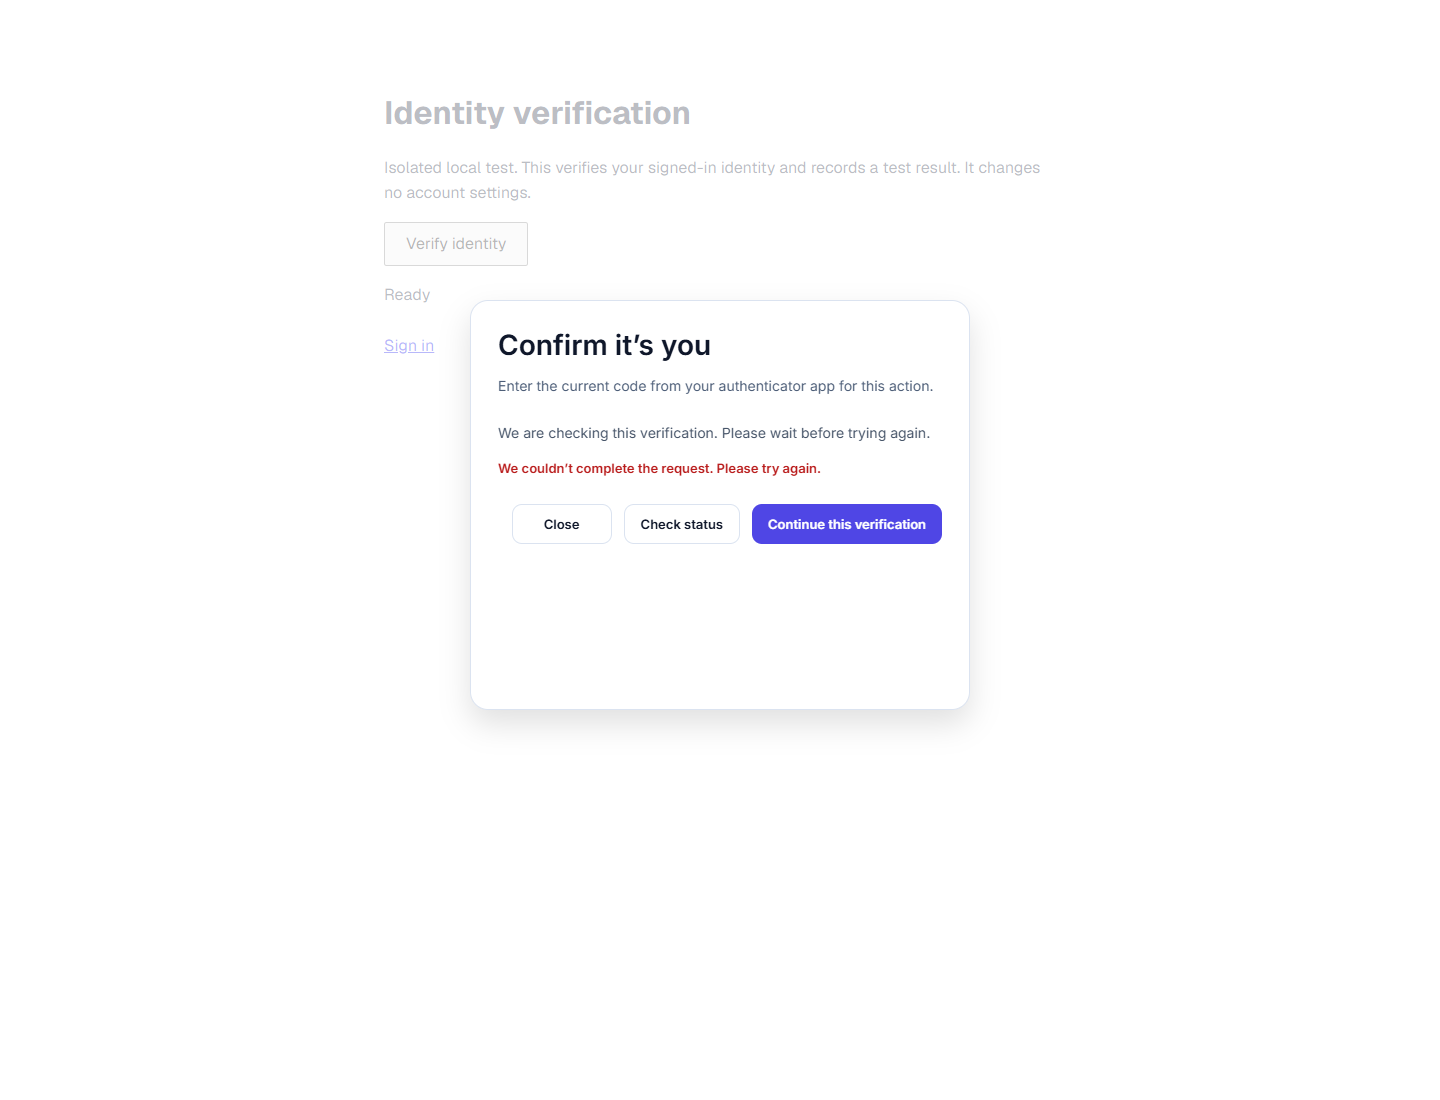 Identity verification
Isolated local test. This verifies your signed-in identity and records a test result. It changes
no account settings.
Verify identity
Ready
Sign in
Confirm it’s you
Enter the current code from your authenticator app for this action.
We are checking this verification. Please wait before trying again.
We couldn’t complete the request. Please try again.
Close
Check status
Continue this verification